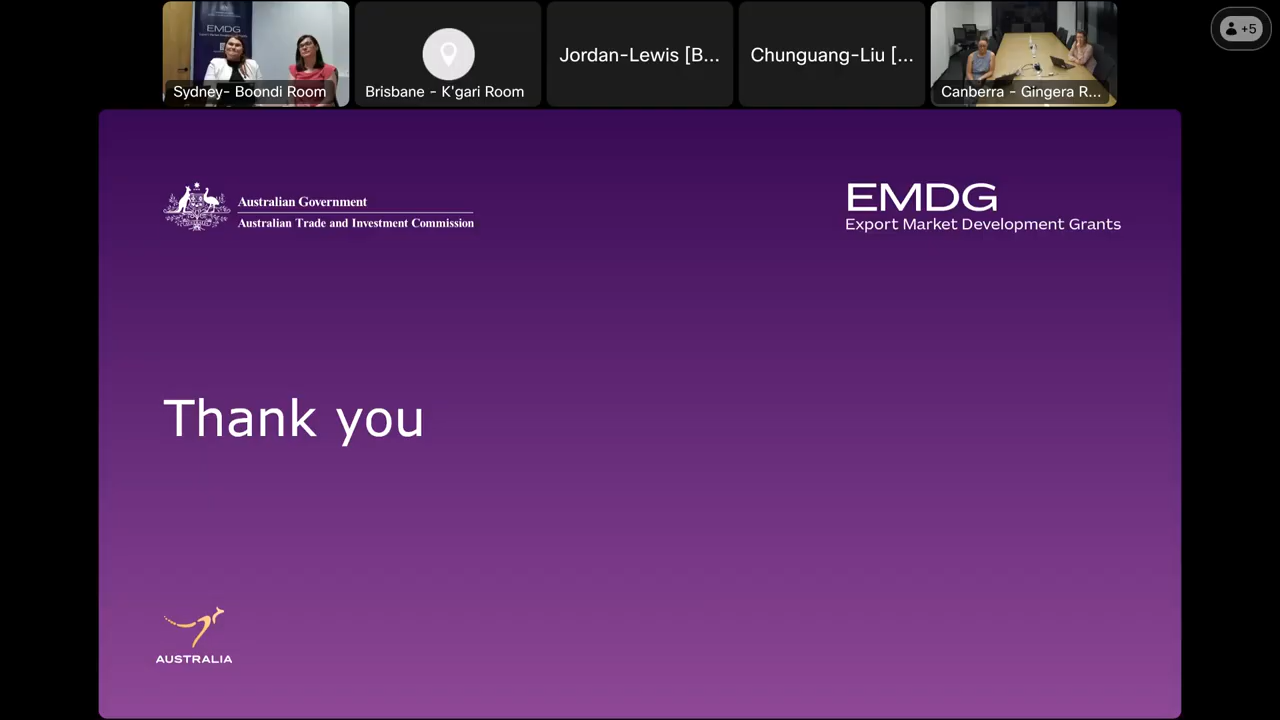 EMDG
Sydney- Boondi Room
Brisbane - K'gari Room
Jordan-Lewis [B...
Chunguang-Liu [...
Canberra - Gingera R...
+5
Australian Government
Australian Trade and Investment Commission
EMDG
Export Market Development Grants
Thank you
AUSTRALIA